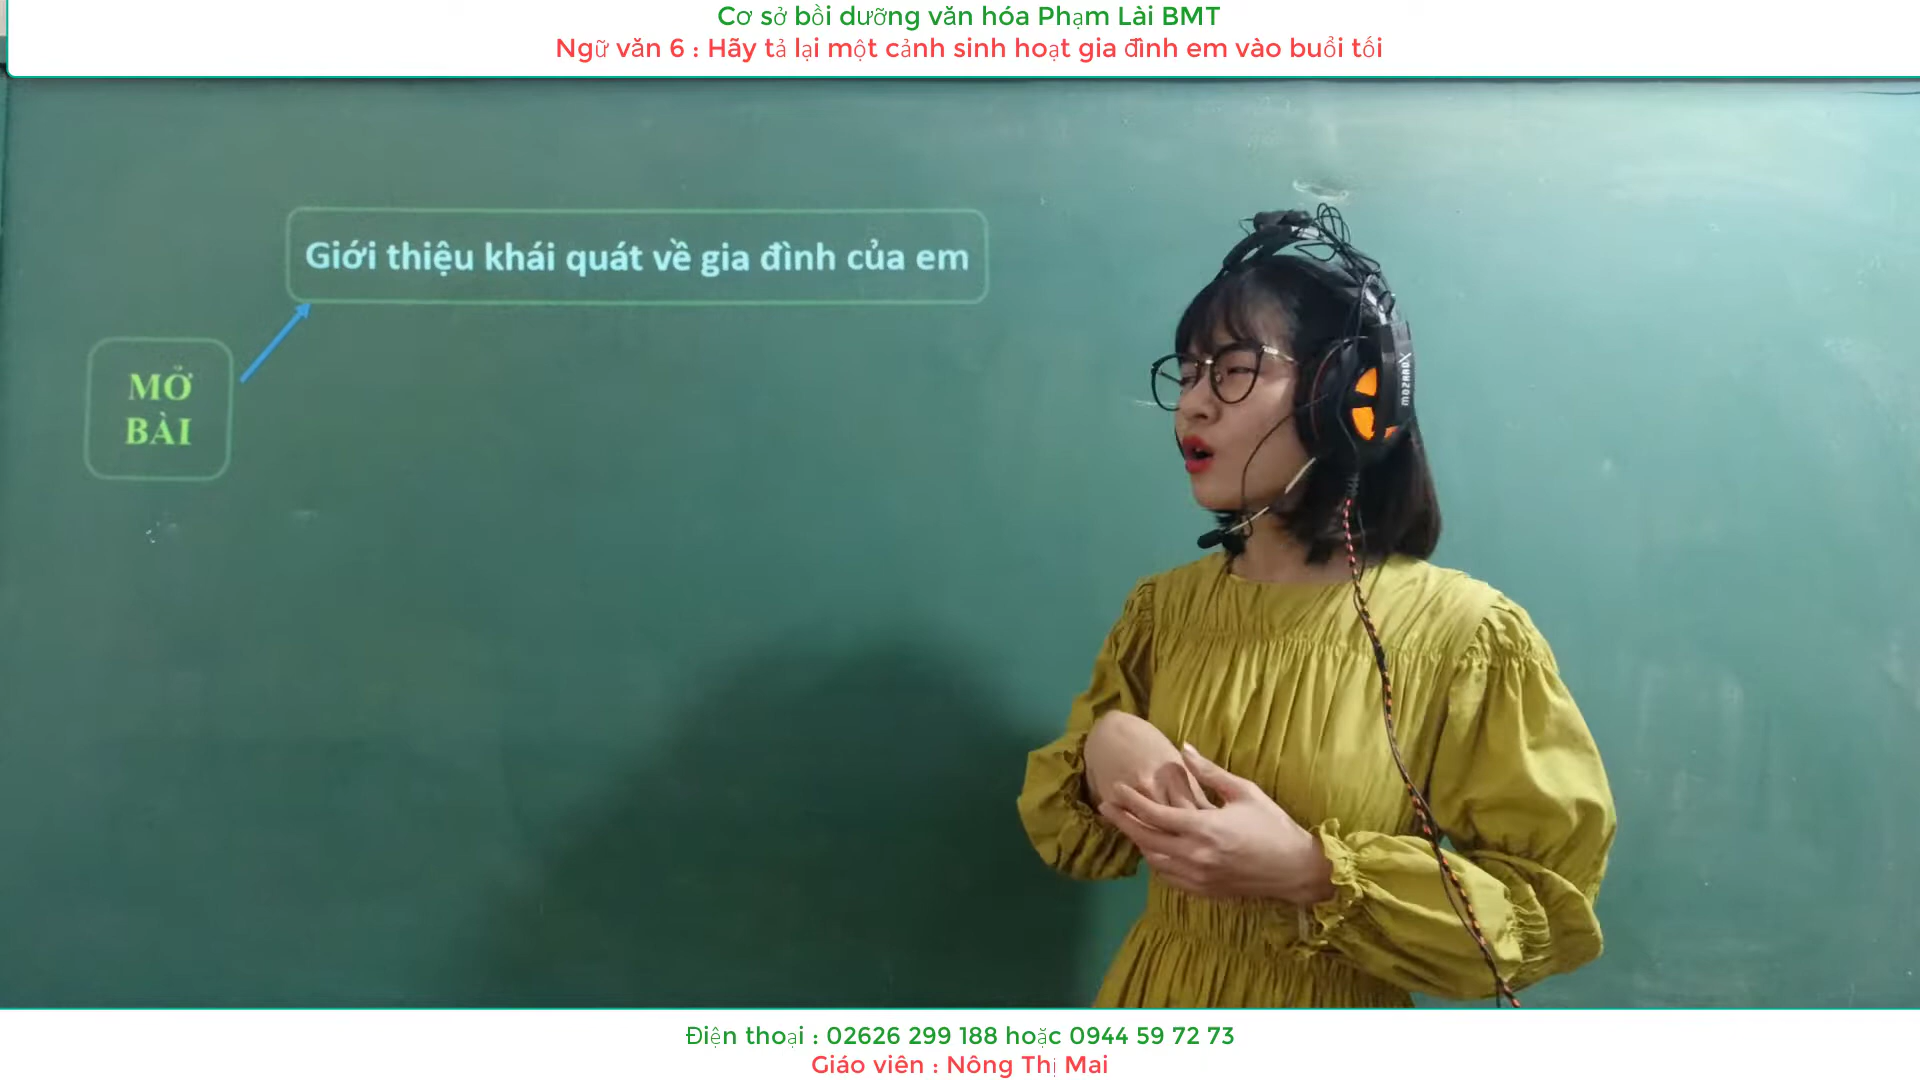 Cơ sở bồi dưỡng văn hóa Phạm Lài BMT
Ngữ văn 6 : Hãy tả lại một cảnh sinh hoạt gia đình em vào buổi tối
Giới thiệu khái quát về gia đình của em
MỞ
BÀI
MOZARDX
Điện thoại : 02626 299 188 hoặc 0944 59 72 73
Giáo viên : Nông Thị Mai